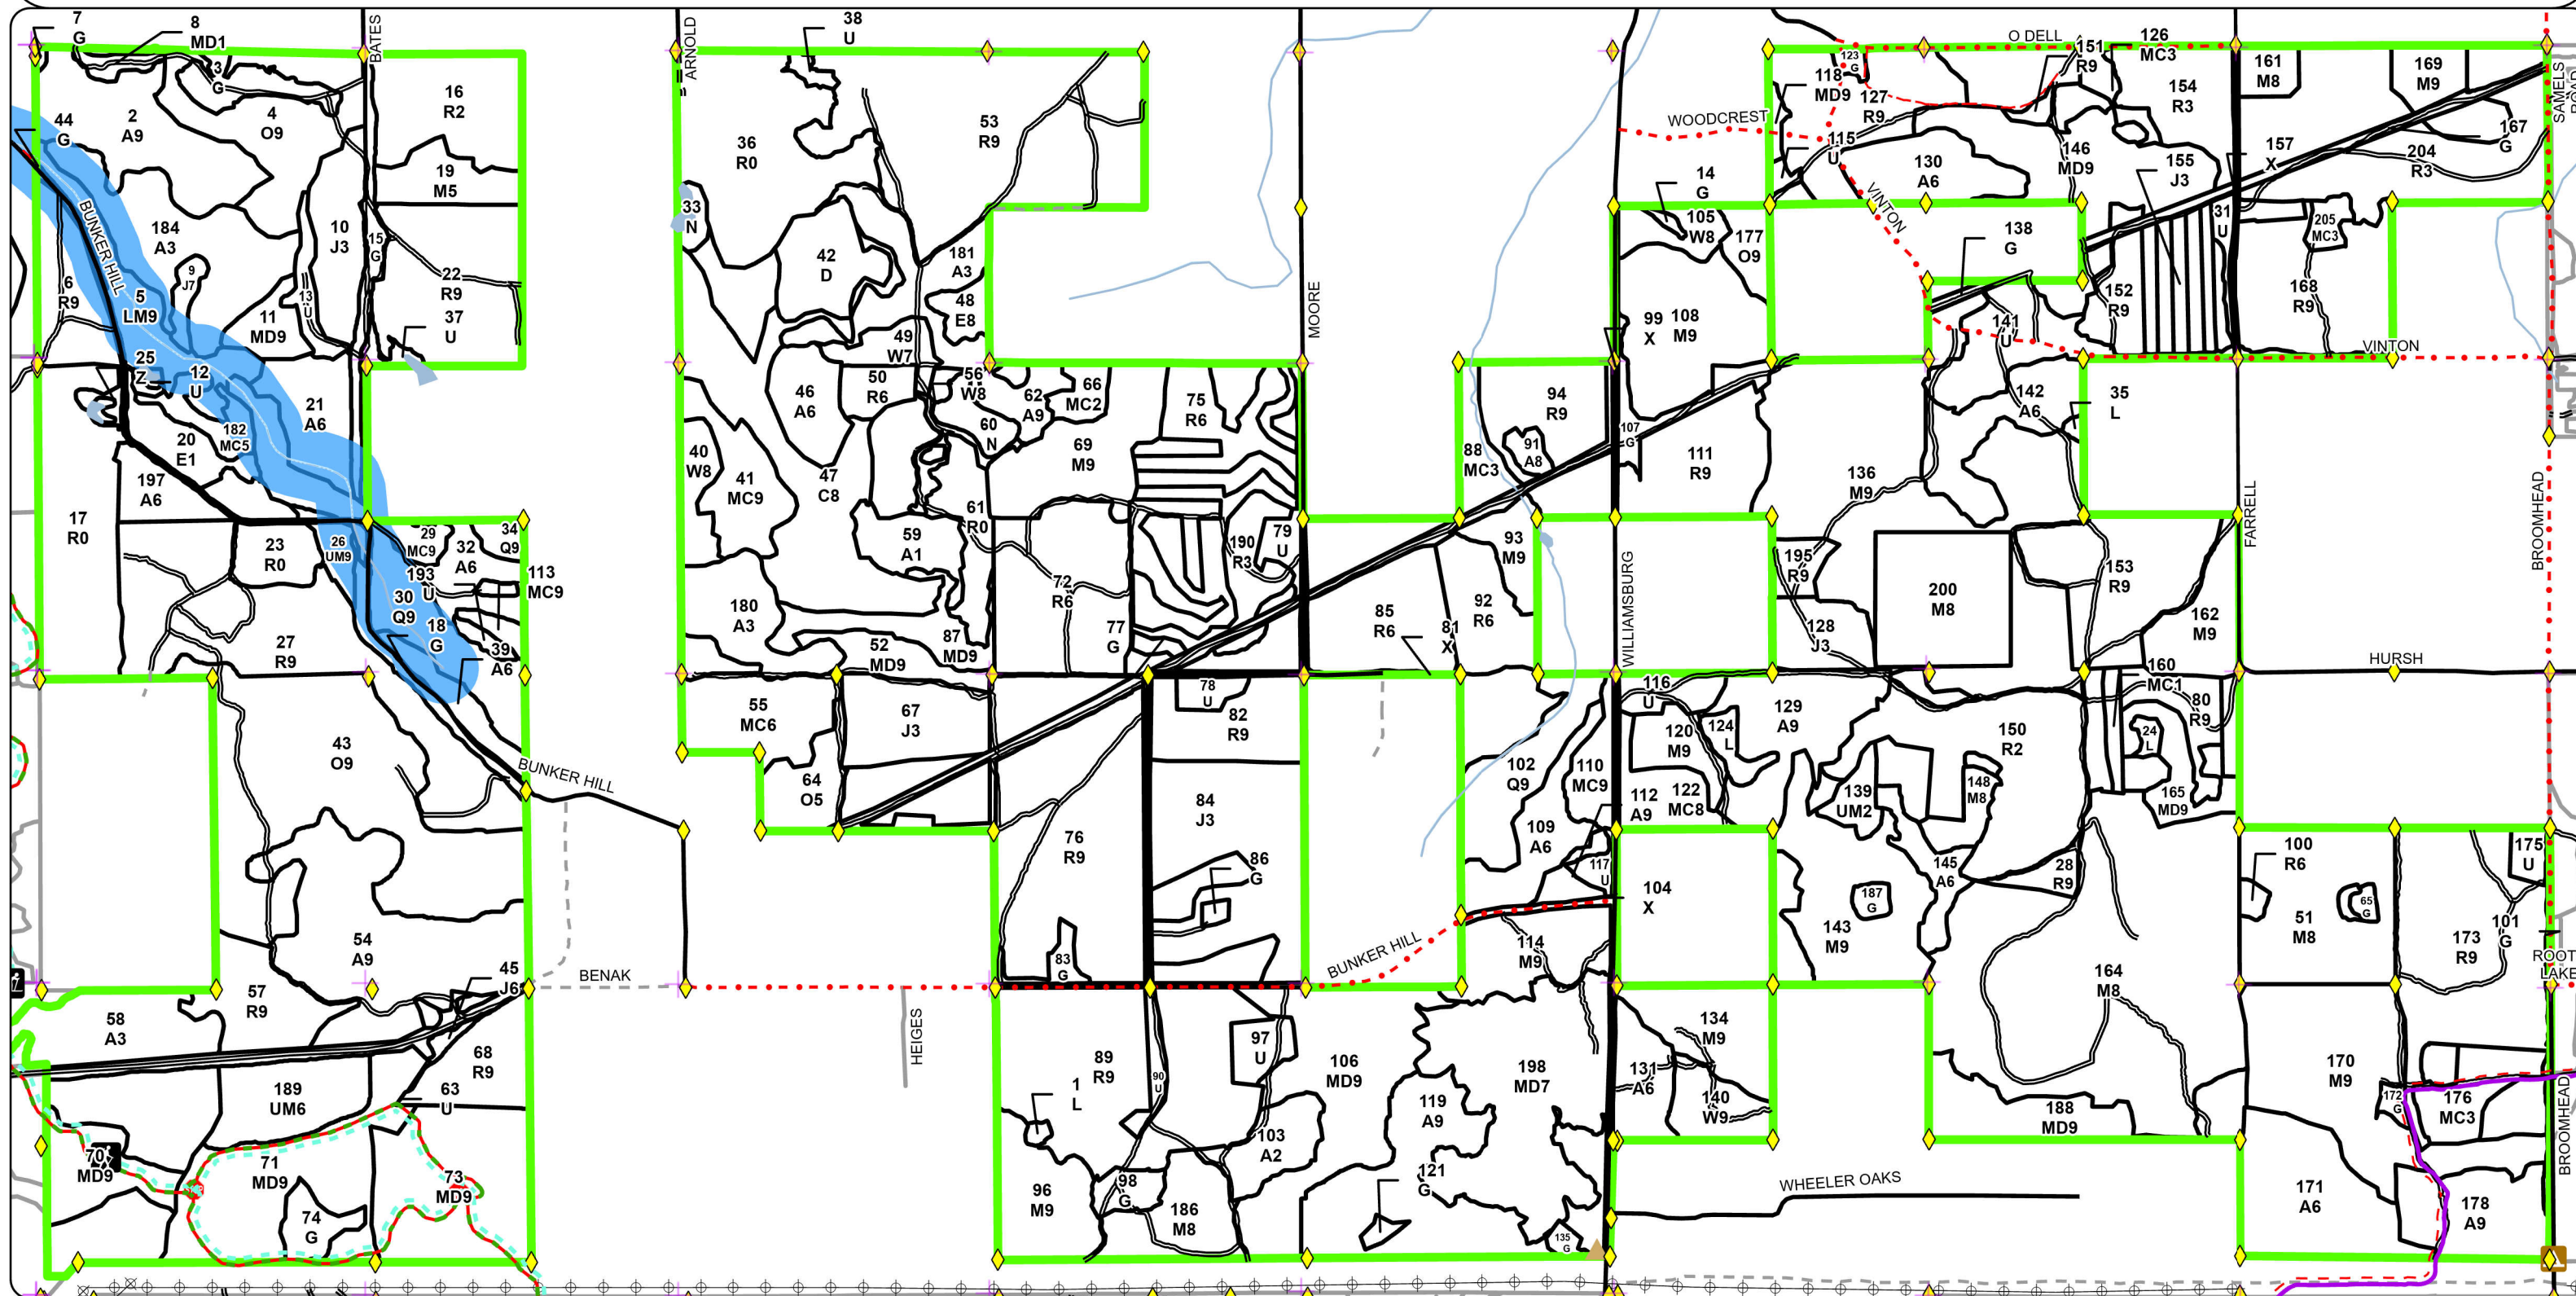 7
G
8
MD1
3
G
BATES
2
A9
4
O9
16
R2
44
G
19
M5
BUNKER HILL
184
A3
9
J7
10
J3
15
G
6
R9
5
LM9
13
U
11
MD9
22
R9
37
U
25
Z
12
U
21
A6
182
MC5
20
E1
197
A6
17
R0
23
R0
26
UM9
29
MC9
32
A6
34
Q9
193
U
113
MC9
30
Q9
18
G
39
A6
27
R9
43
O9
BUNKER HILL
54
A9
45
J6
BENAK
57
R9
58
A3
68
R9
189
UM6
63
U
70
MD9
71
MD9
73
MD9
74
G
ARNOLD
38
U
36
R0
53
R9
33
N
42
D
181
A3
48
E8
49
W7
46
A6
50
R6
56
W8
62
A9
66
MC2
75
R6
60
N
69
M9
40
W8
41
MC9
47
C8
61
R0
59
A1
190
R3
79
U
72
R6
180
A3
77
G
52
MD9
87
MD9
55
MC6
67
J3
78
U
82
R9
64
O5
84
J3
76
R9
86
G
83
G
HEIGES
89
R9
90
U
97
U
106
MD9
1
L
103
A2
96
M9
98
G
186
M8
MOORE
94
R9
91
A8
88
MC3
93
M9
92
R6
85
R6
81
X
102
Q9
110
MC9
109
A6
117
U
BUNKER HILL
114
M9
198
MD7
119
A9
121
G
135
G
WILLIAMSBURG
O DELL
WOODCREST
123
G
118
MD9
127
R9
151
R9
126
MC3
154
R3
161
M8
169
M9
167
G
115
U
14
G
130
A6
146
MD9
155
J3
157
X
204
R3
105
W8
177
O9
VINTON
138
G
31
U
205
MC3
99
X
108
M9
141
U
152
R9
168
R9
VINTON
107
G
111
R9
142
A6
35
L
136
M9
195
R9
200
M8
153
R9
128
J3
162
M9
FARRELL
BROOMHEAD
SAMELS
ROAD
HURSH
116
U
120
M9
124
L
129
A9
160
MC1
80
R9
150
R2
24
L
148
M8
139
UM2
165
MD9
112
A9
122
MC8
104
X
187
G
145
A6
28
R9
143
M9
100
R6
65
G
175
U
51
M8
101
G
173
R9
ROOT
LAKE
164
M8
134
M9
131
A6
140
W9
188
MD9
170
M9
172
G
176
MC3
BROOMHEAD
171
A6
178
A9
WHEELER OAKS